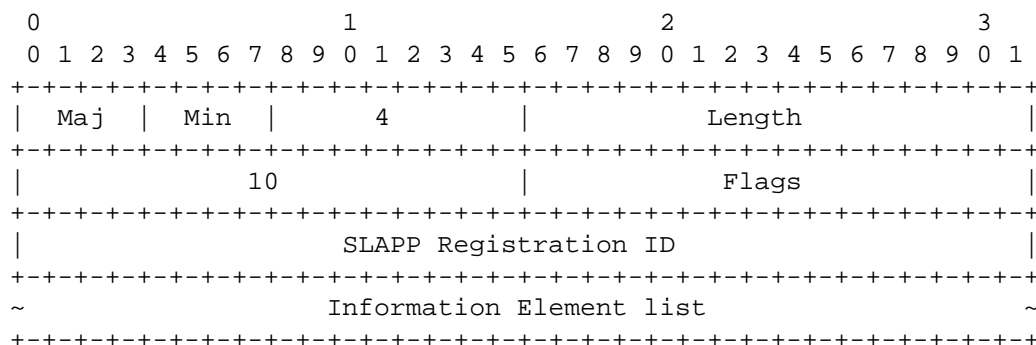 0                   1                   2                   3
 0 1 2 3 4 5 6 7 8 9 0 1 2 3 4 5 6 7 8 9 0 1 2 3 4 5 6 7 8 9 0 1
+-+-+-+-+-+-+-+-+-+-+-+-+-+-+-+-+-+-+-+-+-+-+-+-+-+-+-+-+-+-+-+-+
|  Maj  |  Min  |      4        |           Length              |
+-+-+-+-+-+-+-+-+-+-+-+-+-+-+-+-+-+-+-+-+-+-+-+-+-+-+-+-+-+-+-+-+
|              10               |            Flags              |
+-+-+-+-+-+-+-+-+-+-+-+-+-+-+-+-+-+-+-+-+-+-+-+-+-+-+-+-+-+-+-+-+
|                    SLAPP Registration ID                      |
+-+-+-+-+-+-+-+-+-+-+-+-+-+-+-+-+-+-+-+-+-+-+-+-+-+-+-+-+-+-+-+-+
~                   Information Element list                    ~
+-+-+-+-+-+-+-+-+-+-+-+-+-+-+-+-+-+-+-+-+-+-+-+-+-+-+-+-+-+-+-+-+